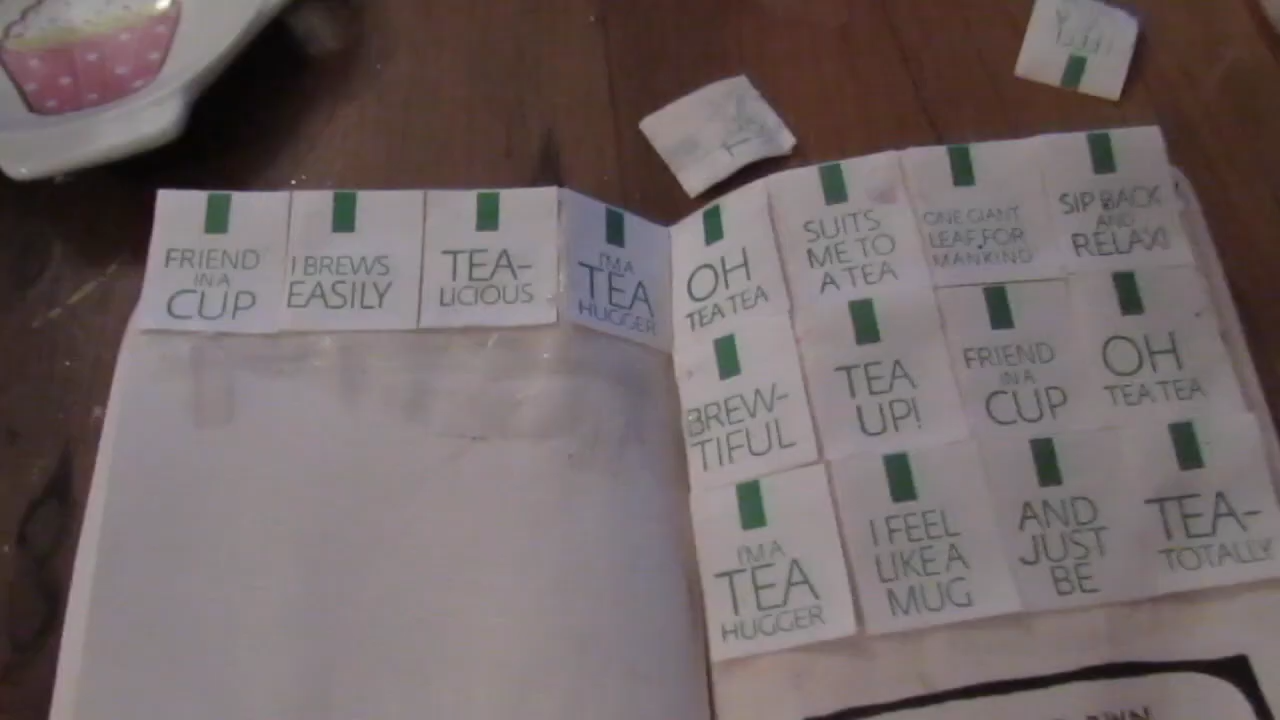 FRIEND
IN A
CUP
I BREWS
EASILY
TEA-
LICIOUS
I'M A
TEA
HUGGER
OH
TEA TEA
SUITS
ME TO
A TEA
ONE GIANT
LEAF FOR
MANKIND
SIP BACK
AND
RELAX!
BREW-
TIFUL
TEA
UP!
FRIEND
IN A
CUP
OH
TEA TEA
I'M A
TEA
HUGGER
I FEEL
LIKE A
MUG
AND
JUST
BE
TEA-
TOTALLY